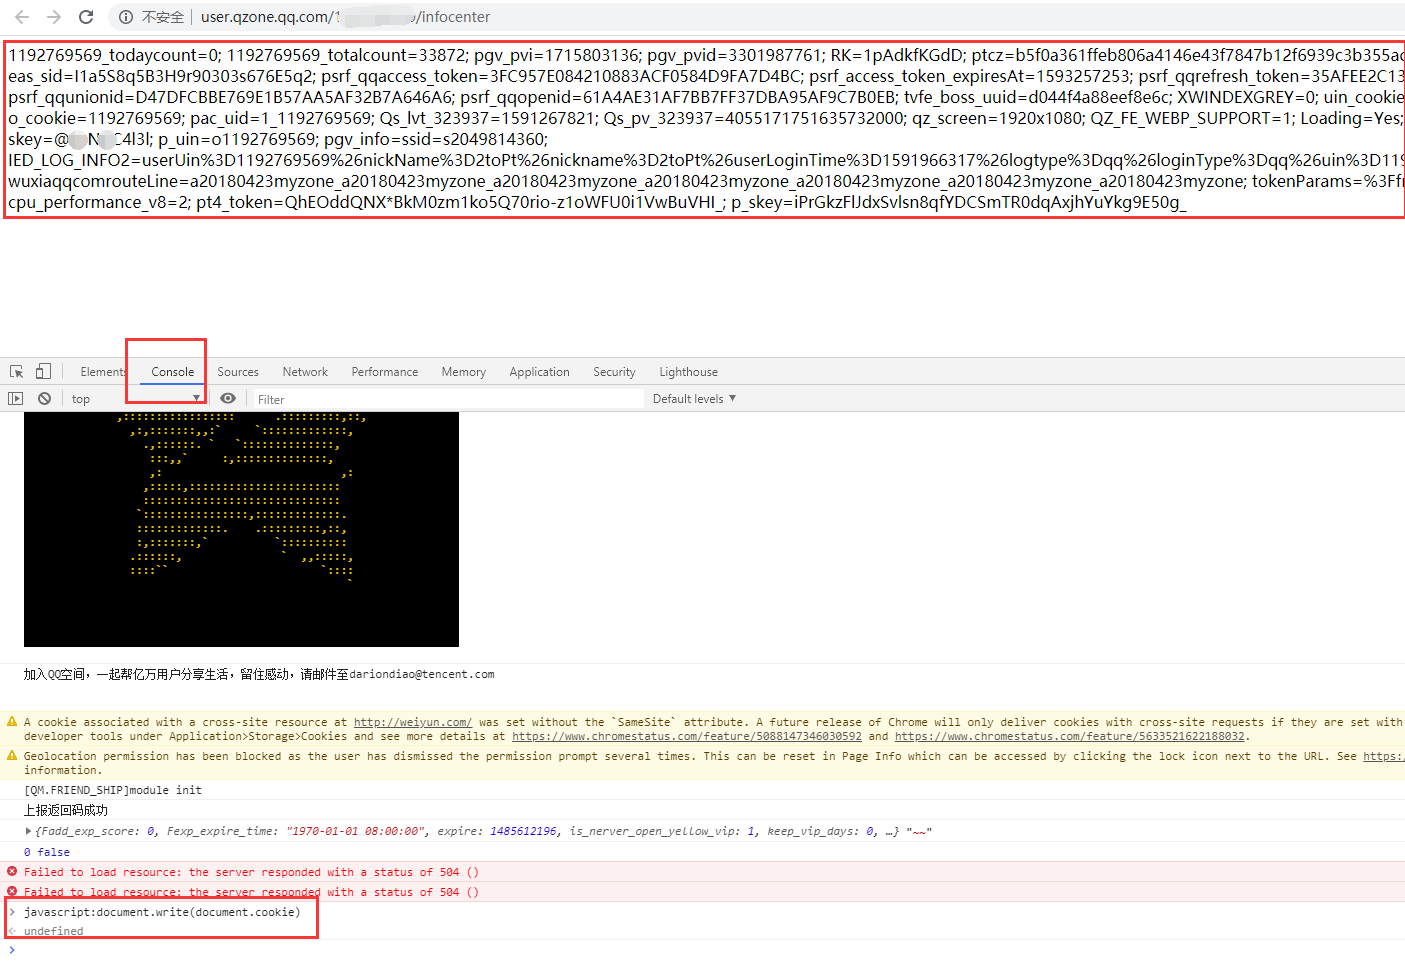 不安全 user.qzone.qq.com/1 /infocenter
1192769569_todaycount=0; 1192769569_totalcount=33872; pgv_pvi=1715803136; pgv_pvid=3301987761; RK=1pAdkfKGdD; ptcz=b5f0a361ffeb806a4146e43f7847b12f6939c3b355ac
eas_sid=I1a5S8q5B3H9r90303s676E5q2; psrf_qqaccess_token=3FC957E084210883ACF0584D9FA7D4BC; psrf_access_token_expiresAt=1593257253; psrf_qqrefresh_token=35AFEE2C13
psrf_qqunionid=D47DFCBBE769E1B57AA5AF32B7A646A6; psrf_qqopenid=61A4AE31AF7BB7FF37DBA95AF9C7B0EB; tvfe_boss_uuid=d044f4a88eef8e6c; XWINDEXGREY=0; uin_cookie
o_cookie=1192769569; pac_uid=1_1192769569; Qs_lvt_323937=1591267821; Qs_pv_323937=405517175163573200​0; qz_screen=1920x1080; QZ_FE_WEBP_SUPPORT=1; Loading=Yes;
skey=@ N C4l3l; p_uin=o1192769569; pgv_info=ssid=s2049814360;
IED_LOG_INFO2=userUin%3D1192769569%26nickName%3D2toPt%26nickname%3D2toPt%26userLoginTime%3D1591966317%26logtype%3Dqq%26loginType%3Dqq%26uin%3D119
wuxiaqqcomrouteLine=a20180423myzone_a20180423myzone_a20180423myzone_a20180423myzone_a20180423myzone_a20180423myzone_a20180423myzone; tokenParams=%3Ffr
cpu_performance_v8=2; pt4_token=QhEOddQNX*BkM0zm1ko5Q70rio-z1oWFU0i1VwBuVHI_; p_skey=iPrGkzFlJdxSvlsn8qfYDCSmTR0dqAxjhYuYkg9E50g_
Elements Console Sources Network Performance Memory Application Security Lighthouse
top Filter Default levels
加入QQ空间，一起帮亿万用户分享生活，留住感动，请邮件至dariondiao@tencent.com
A cookie associated with a cross-site resource at http://weiyun.com/ was set without the `SameSite` attribute. A future release of Chrome will only deliver cookies with cross-site requests if they are set with
developer tools under Application>Storage>Cookies and see more details at https://www.chromestatus.com/feature/5088147346030592 and https://www.chromestatus.com/feature/5633521622188032.
Geolocation permission has been blocked as the user has dismissed the permission prompt several times. This can be reset in Page Info which can be accessed by clicking the lock icon next to the URL. See https:/
information.
[QM.FRIEND_SHIP]module init
上报返回码成功
{Fadd_exp_score: 0, Fexp_expire_time: "1970-01-01 08:00:00", expire: 1485612196, is_nerver_open_yellow_vip: 1, keep_vip_days: 0, …} "~~"
0 false
Failed to load resource: the server responded with a status of 504 ()
Failed to load resource: the server responded with a status of 504 ()
javascript:document.write(document.cookie)
undefined